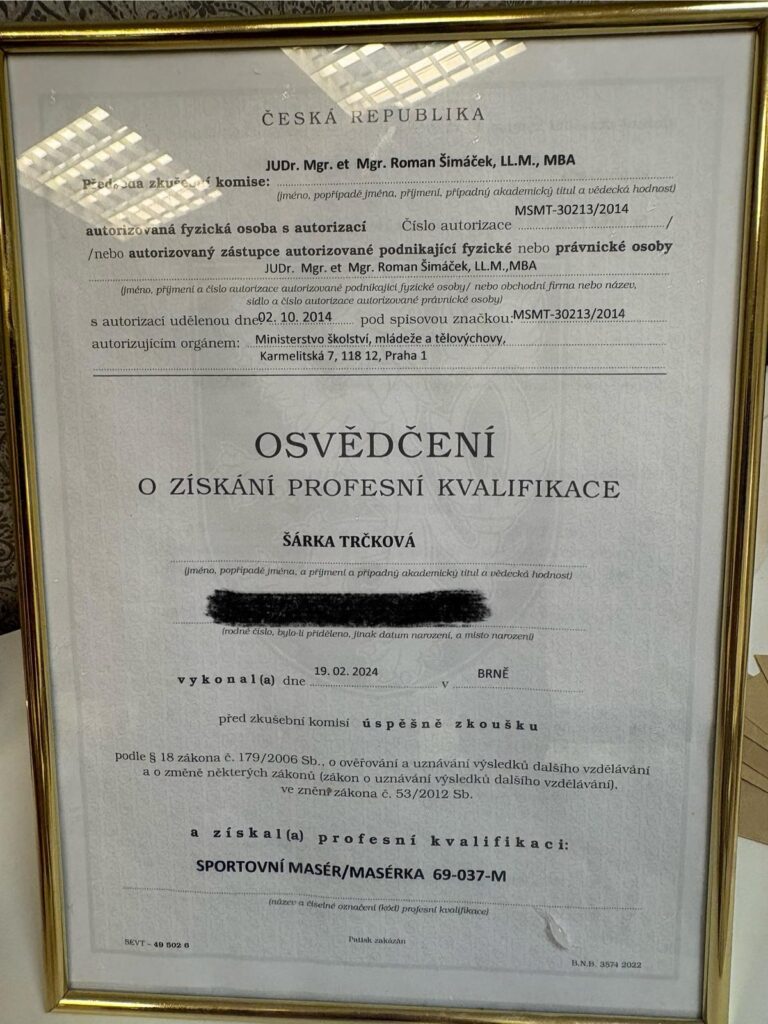 ČESKÁ REPUBLIKA
JUDr. Mgr. et Mgr. Roman Šimáček, LL.M., MBA
Předseda zkušební komise:
(jméno, popřípadě jména, příjmení, případný akademický titul a vědecká hodnost)
MSMT-30213/2014
autorizovaná fyzická osoba s autorizací Číslo autorizace /
/nebo autorizovaný zástupce autorizované podnikající fyzické nebo právnické osoby
JUDr. Mgr. et Mgr. Roman Šimáček, LL.M.,MBA
(jméno, příjmení a číslo autorizace autorizované podnikající fyzické osoby/ nebo obchodní firma nebo název,
sídlo a číslo autorizace autorizované právnické osoby)
s autorizací udělenou dne 02. 10. 2014 pod spisovou značkou: MSMT-30213/2014
autorizujícím orgánem: Ministerstvo školství, mládeže a tělovýchovy,
Karmelitská 7, 118 12, Praha 1
OSVĚDČENÍ
O ZÍSKÁNÍ PROFESNÍ KVALIFIKACE
ŠÁRKA TRČKOVÁ
(jméno, popřípadě jména, a příjmení a případný akademický titul a vědecká hodnost)
(rodné číslo, bylo-li přiděleno, jinak datum narození, a místo narození)
vykonal(a) dne 19. 02. 2024 v BRNĚ
před zkušební komisí úspěšně zkoušku
podle § 18 zákona č. 179/2006 Sb., o ověřování a uznávání výsledků dalšího vzdělávání
a o změně některých zákonů (zákon o uznávání výsledků dalšího vzdělávání),
ve znění zákona č. 53/2012 Sb.
a získal(a) profesní kvalifikaci:
SPORTOVNÍ MASÉR/MASÉRKA 69-037-M
(název a číselné označení (kód) profesní kvalifikace)
SEVT – 49 502 6 Patisk zakázán
B.N.B. 3574 2022